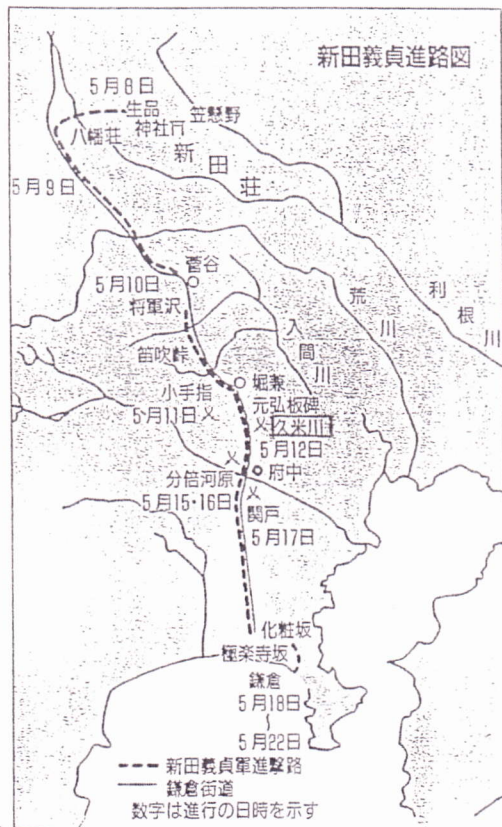 新田義貞進路図
5月8日
生品
神社⛩
笠懸野
八幡荘
新田荘
5月9日
菅谷
5月10日
将軍沢
荒川
利根川
入間川
笛吹峠
堀兼
小手指
元弘板碑
5月11日
久米川
5月12日
府中
分倍河原
5月15・16日
関戸
5月17日
化粧坂
極楽寺坂
鎌倉
5月18日
〜
5月22日
新田義貞軍進撃路
鎌倉街道
数字は進行の日時を示す